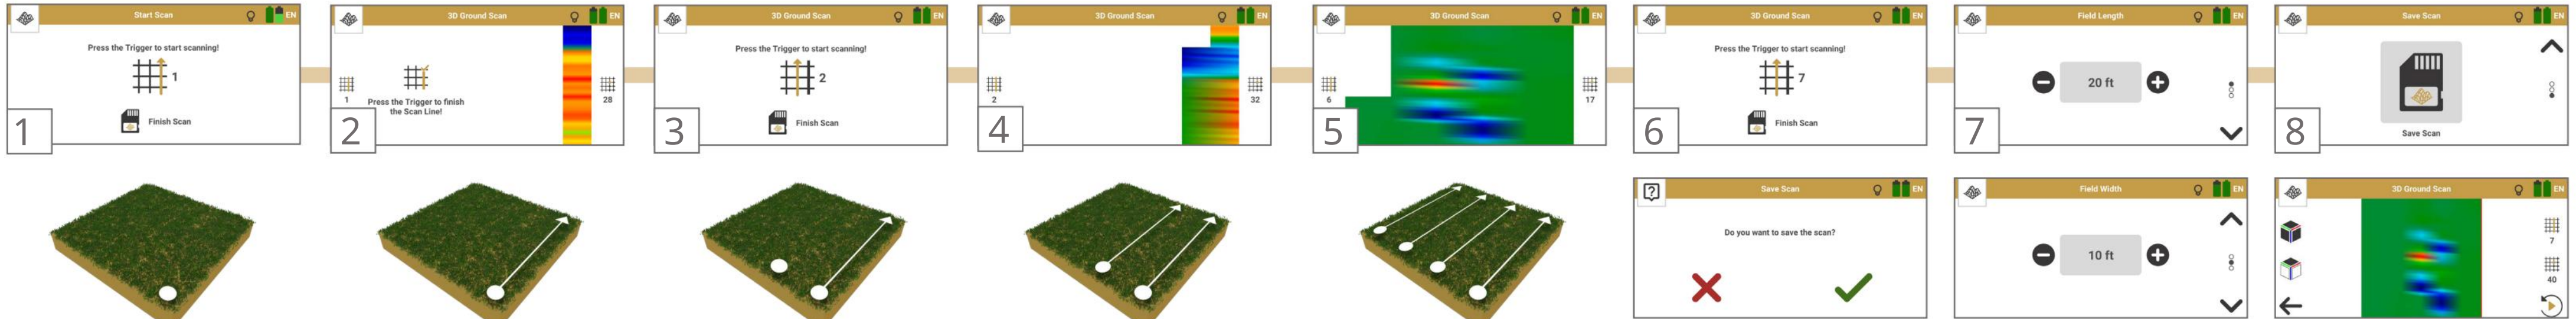 Start Scan
EN
Press the Trigger to start scanning!
1
Finish Scan
1
3D Ground Scan
EN
1
Press the Trigger to finish
the Scan Line!
28
2
3D Ground Scan
EN
Press the Trigger to start scanning!
2
Finish Scan
3
3D Ground Scan
EN
2
32
4
3D Ground Scan
EN
6
17
5
3D Ground Scan
EN
Press the Trigger to start scanning!
7
Finish Scan
6
Field Length
EN
20 ft
7
Save Scan
EN
Save Scan
8
?
Save Scan
EN
Do you want to save the scan?
Field Width
EN
10 ft
3D Ground Scan
EN
7
40